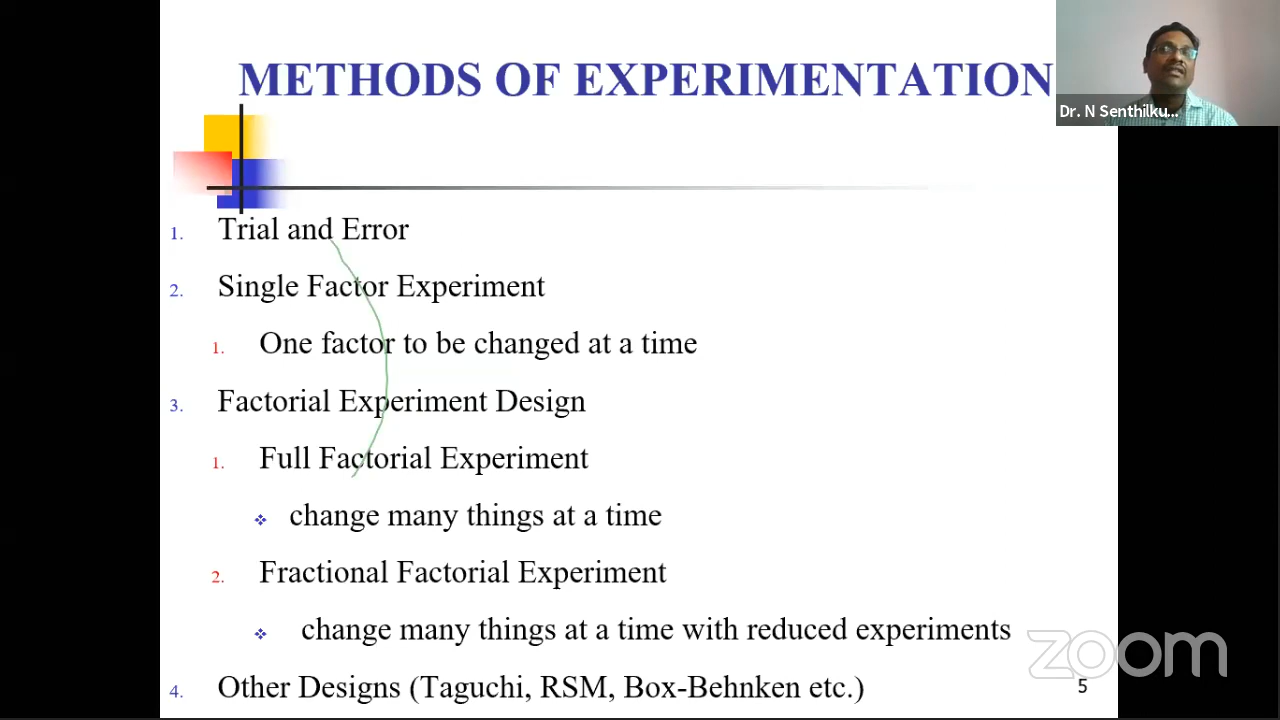 METHODS OF EXPERIMENTATION
Dr. N Senthilku...
1. Trial and Error
2. Single Factor Experiment
1. One factor to be changed at a time
3. Factorial Experiment Design
1. Full Factorial Experiment
❖ change many things at a time
2. Fractional Factorial Experiment
❖ change many things at a time with reduced experiments
4. Other Designs (Taguchi, RSM, Box-Behnken etc.)
zoom
5